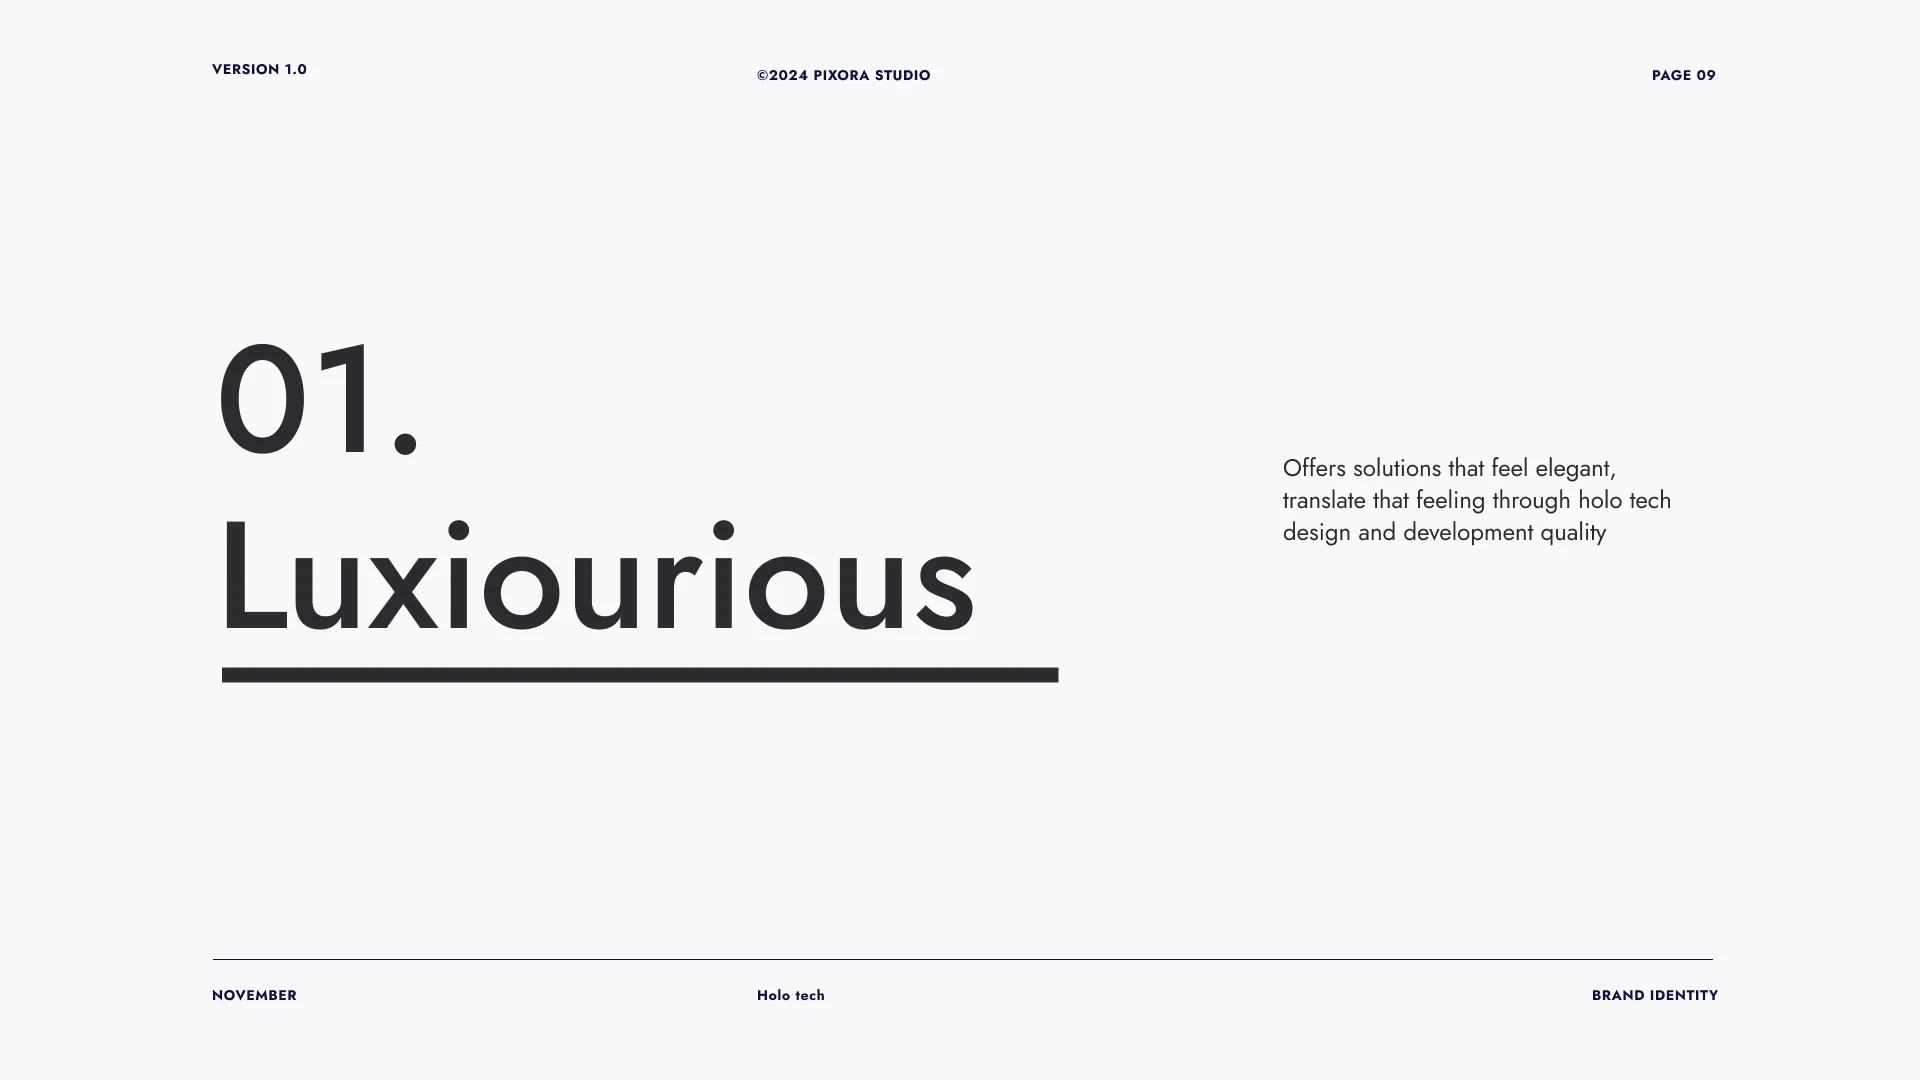 VERSION 1.0
©2024 PIXORA STUDIO
PAGE 09
01.
Luxiourious
Offers solutions that feel elegant,
translate that feeling through holo tech
design and development quality
NOVEMBER
Holo tech
BRAND IDENTITY